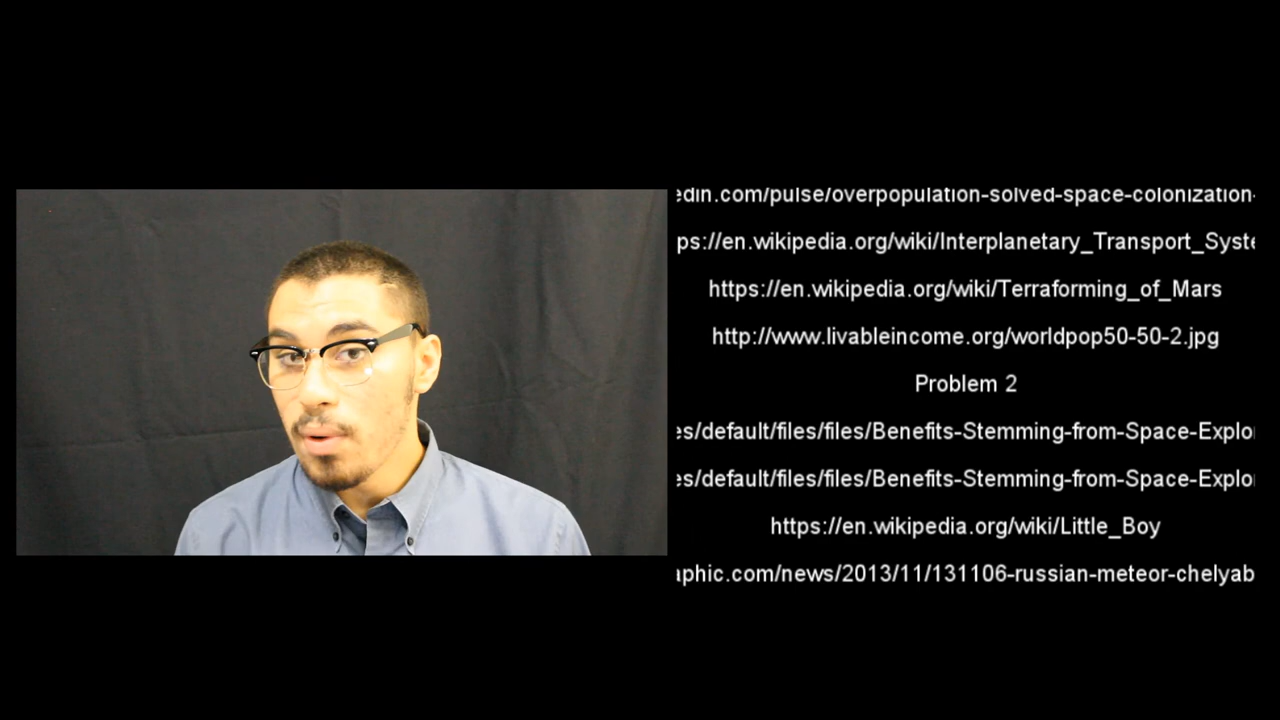 edin.com/pulse/overpopulation-solved-space-colonization-
ps://en.wikipedia.org/wiki/Interplanetary_Transport_Syste
https://en.wikipedia.org/wiki/Terraforming_of_Mars
http://www.livableincome.org/worldpop50-50-2.jpg
Problem 2
es/default/files/files/Benefits-Stemming-from-Space-Explor
es/default/files/files/Benefits-Stemming-from-Space-Explor
https://en.wikipedia.org/wiki/Little_Boy
aphic.com/news/2013/11/131106-russian-meteor-chelyab